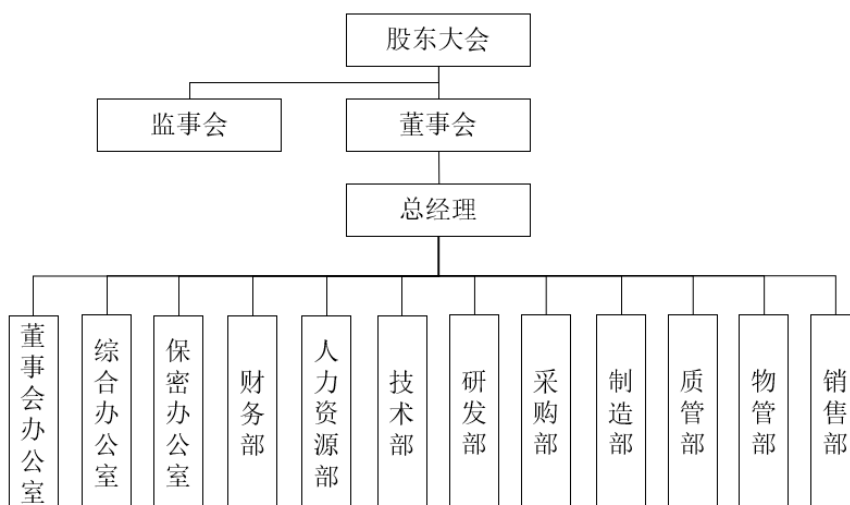 股东大会
监事会
董事会
总经理
董事会办公室
综合办公室
保密办公室
财务部
人力资源部
技术部
研发部
采购部
制造部
质管部
物管部
销售部